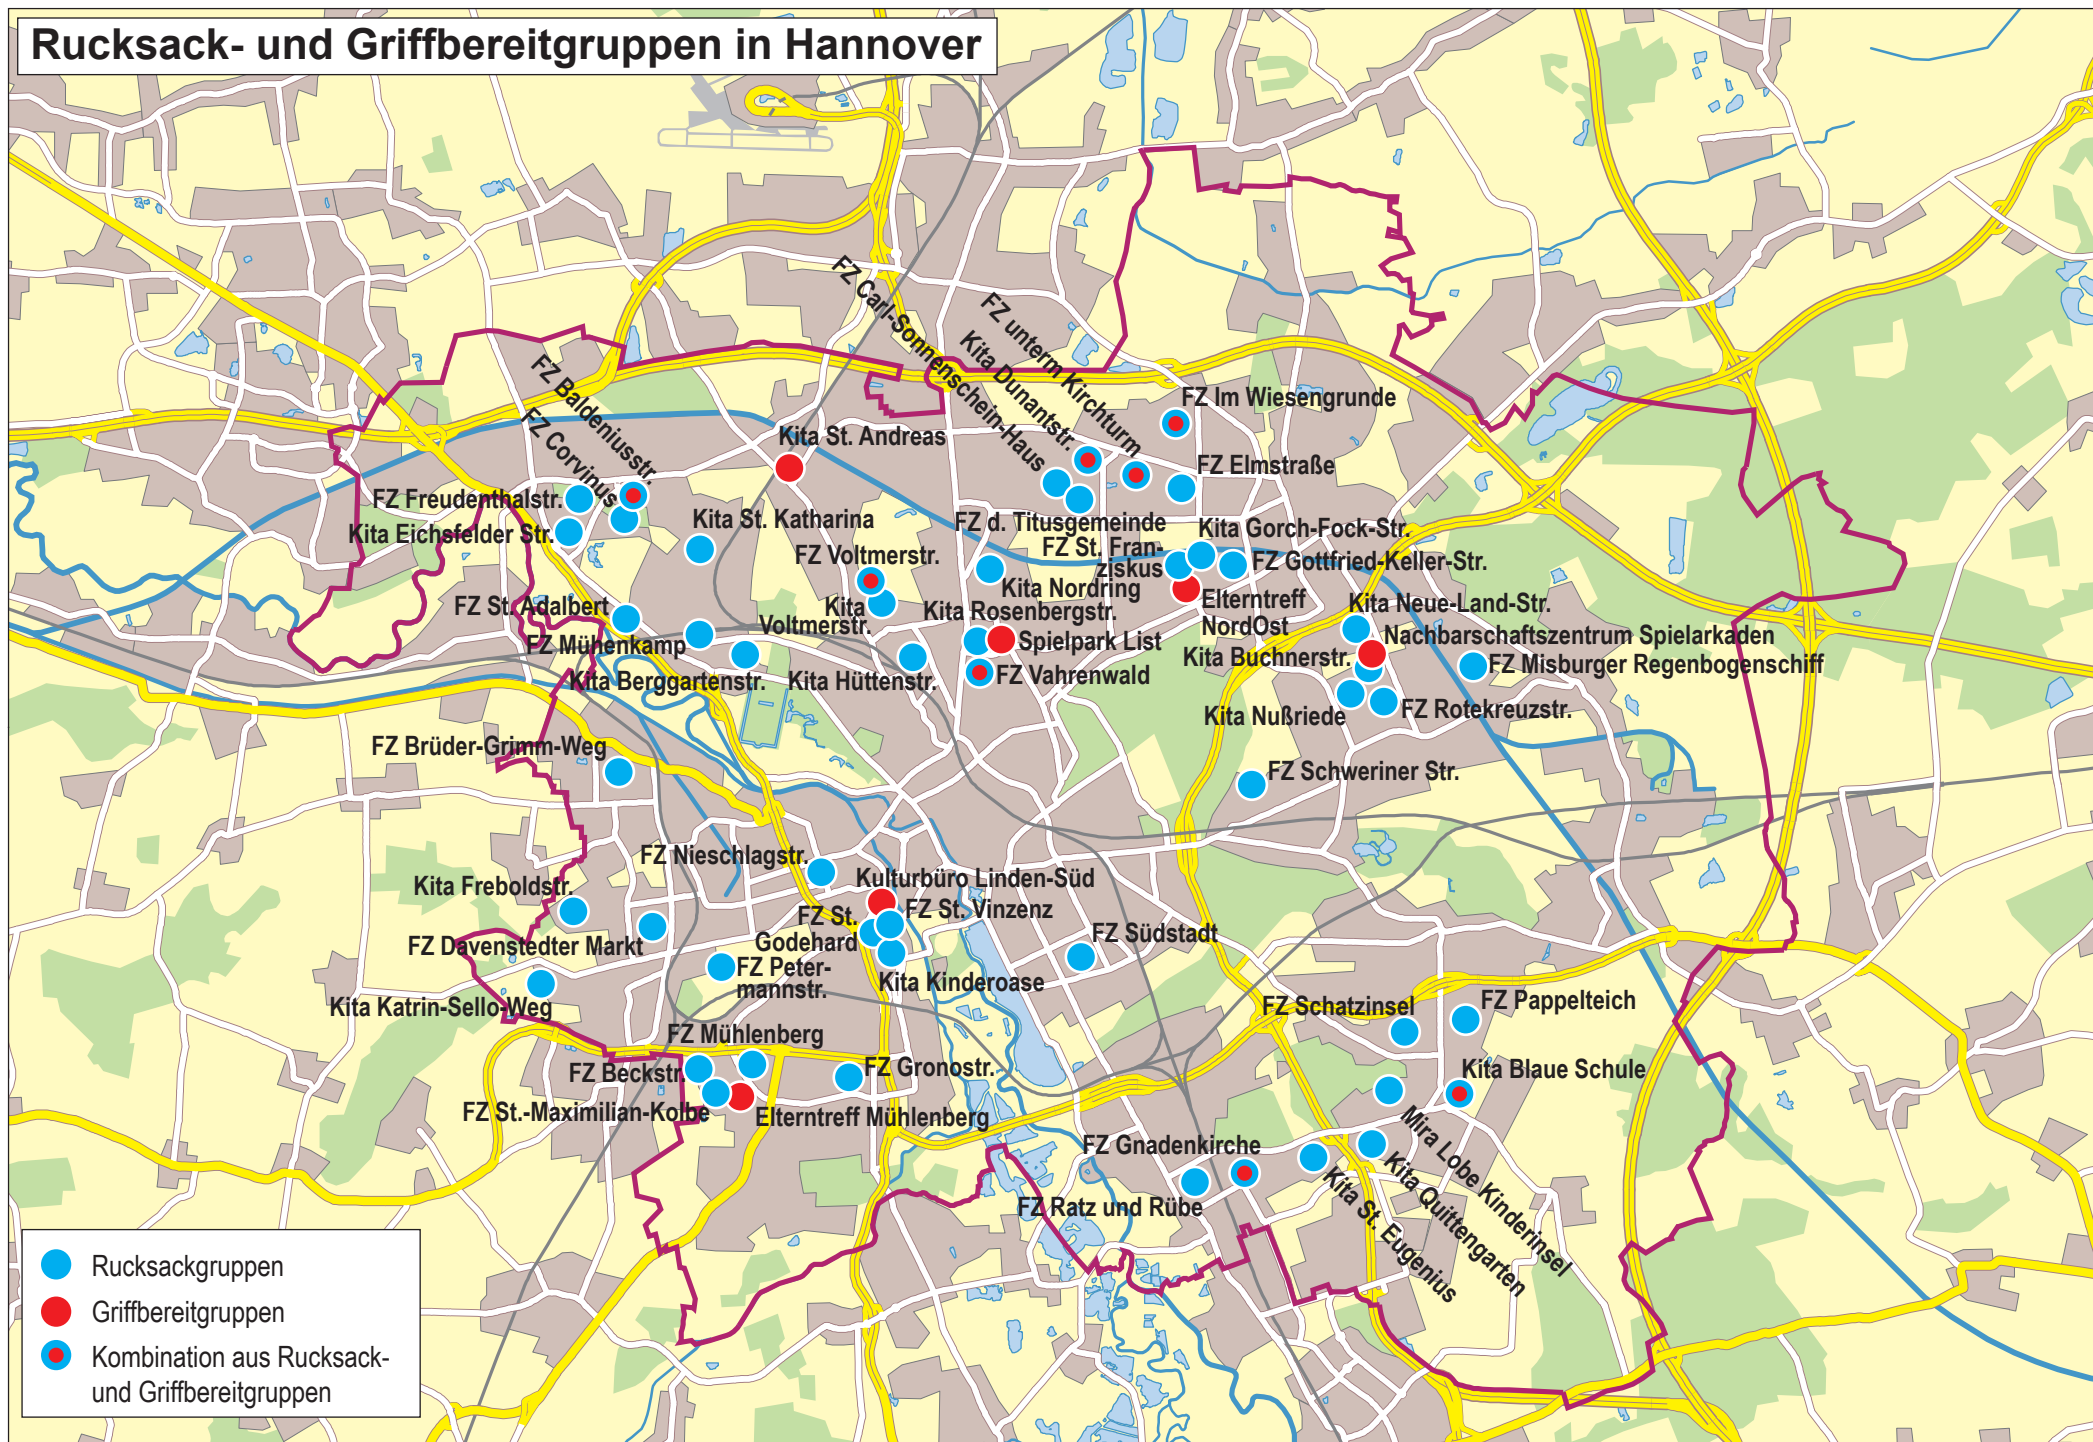 Rucksack- und Griffbereitgruppen in Hannover
FZ Carl-Sonnenschein-Haus
FZ unterm Kirchturm
Kita Dunantstr.
FZ Baldeniusstr.
FZ Corvinus
FZ Im Wiesengrunde
Kita St. Andreas
FZ Elmstraße
FZ Freudenthalstr.
Kita Eichsfelder Str.
Kita St. Katharina
FZ d. Titusgemeinde
Kita Gorch-Fock-Str.
FZ Voltmerstr.
FZ St. Fran-
ziskus
FZ Gottfried-Keller-Str.
Kita Nordring
FZ St. Adalbert
Kita
Voltmerstr.
Kita Rosenbergstr.
Elterntreff
NordOst
Kita Neue-Land-Str.
FZ Mühenkamp
Spielpark List
Nachbarschaftszentrum Spielarkaden
Kita Buchnerstr.
FZ Misburger Regenbogenschiff
Kita Berggartenstr.
Kita Hüttenstr.
FZ Vahrenwald
Kita Nußriede
FZ Rotekreuzstr.
FZ Brüder-Grimm-Weg
FZ Schweriner Str.
FZ Nieschlagstr.
Kita Freboldstr.
Kulturbüro Linden-Süd
FZ St.
Godehard
FZ St. Vinzenz
FZ Davenstedter Markt
FZ Südstadt
FZ Peter-
mannstr.
Kita Kinderoase
Kita Katrin-Sello-Weg
FZ Schatzinsel
FZ Pappelteich
FZ Mühlenberg
FZ Beckstr.
FZ Gronostr.
Kita Blaue Schule
FZ St.-Maximilian-Kolbe
Elterntreff Mühlenberg
FZ Gnadenkirche
Mira Lobe Kinderinsel
Kita Quittengarten
Kita St. Eugenius
FZ Ratz und Rübe
Rucksackgruppen
Griffbereitgruppen
Kombination aus Rucksack-
und Griffbereitgruppen